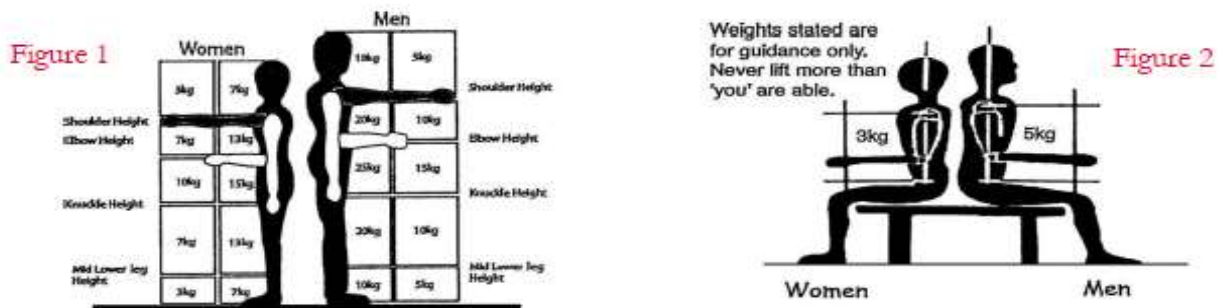 Figure 1
Women
Men
3kg 7kg
Shoulder Height
Elbow Height
7kg 13kg
10kg 15kg
Knuckle Height
7kg 13kg
Mid Lower leg
Height
3kg 7kg
10kg 5kg
Shoulder Height
20kg 10kg
Elbow Height
25kg 15kg
Knuckle Height
20kg 10kg
Mid Lower leg
Height
10kg 5kg
Weights stated are
for guidance only.
Never lift more than
'you' are able.
Figure 2
3kg
5kg
Women
Men